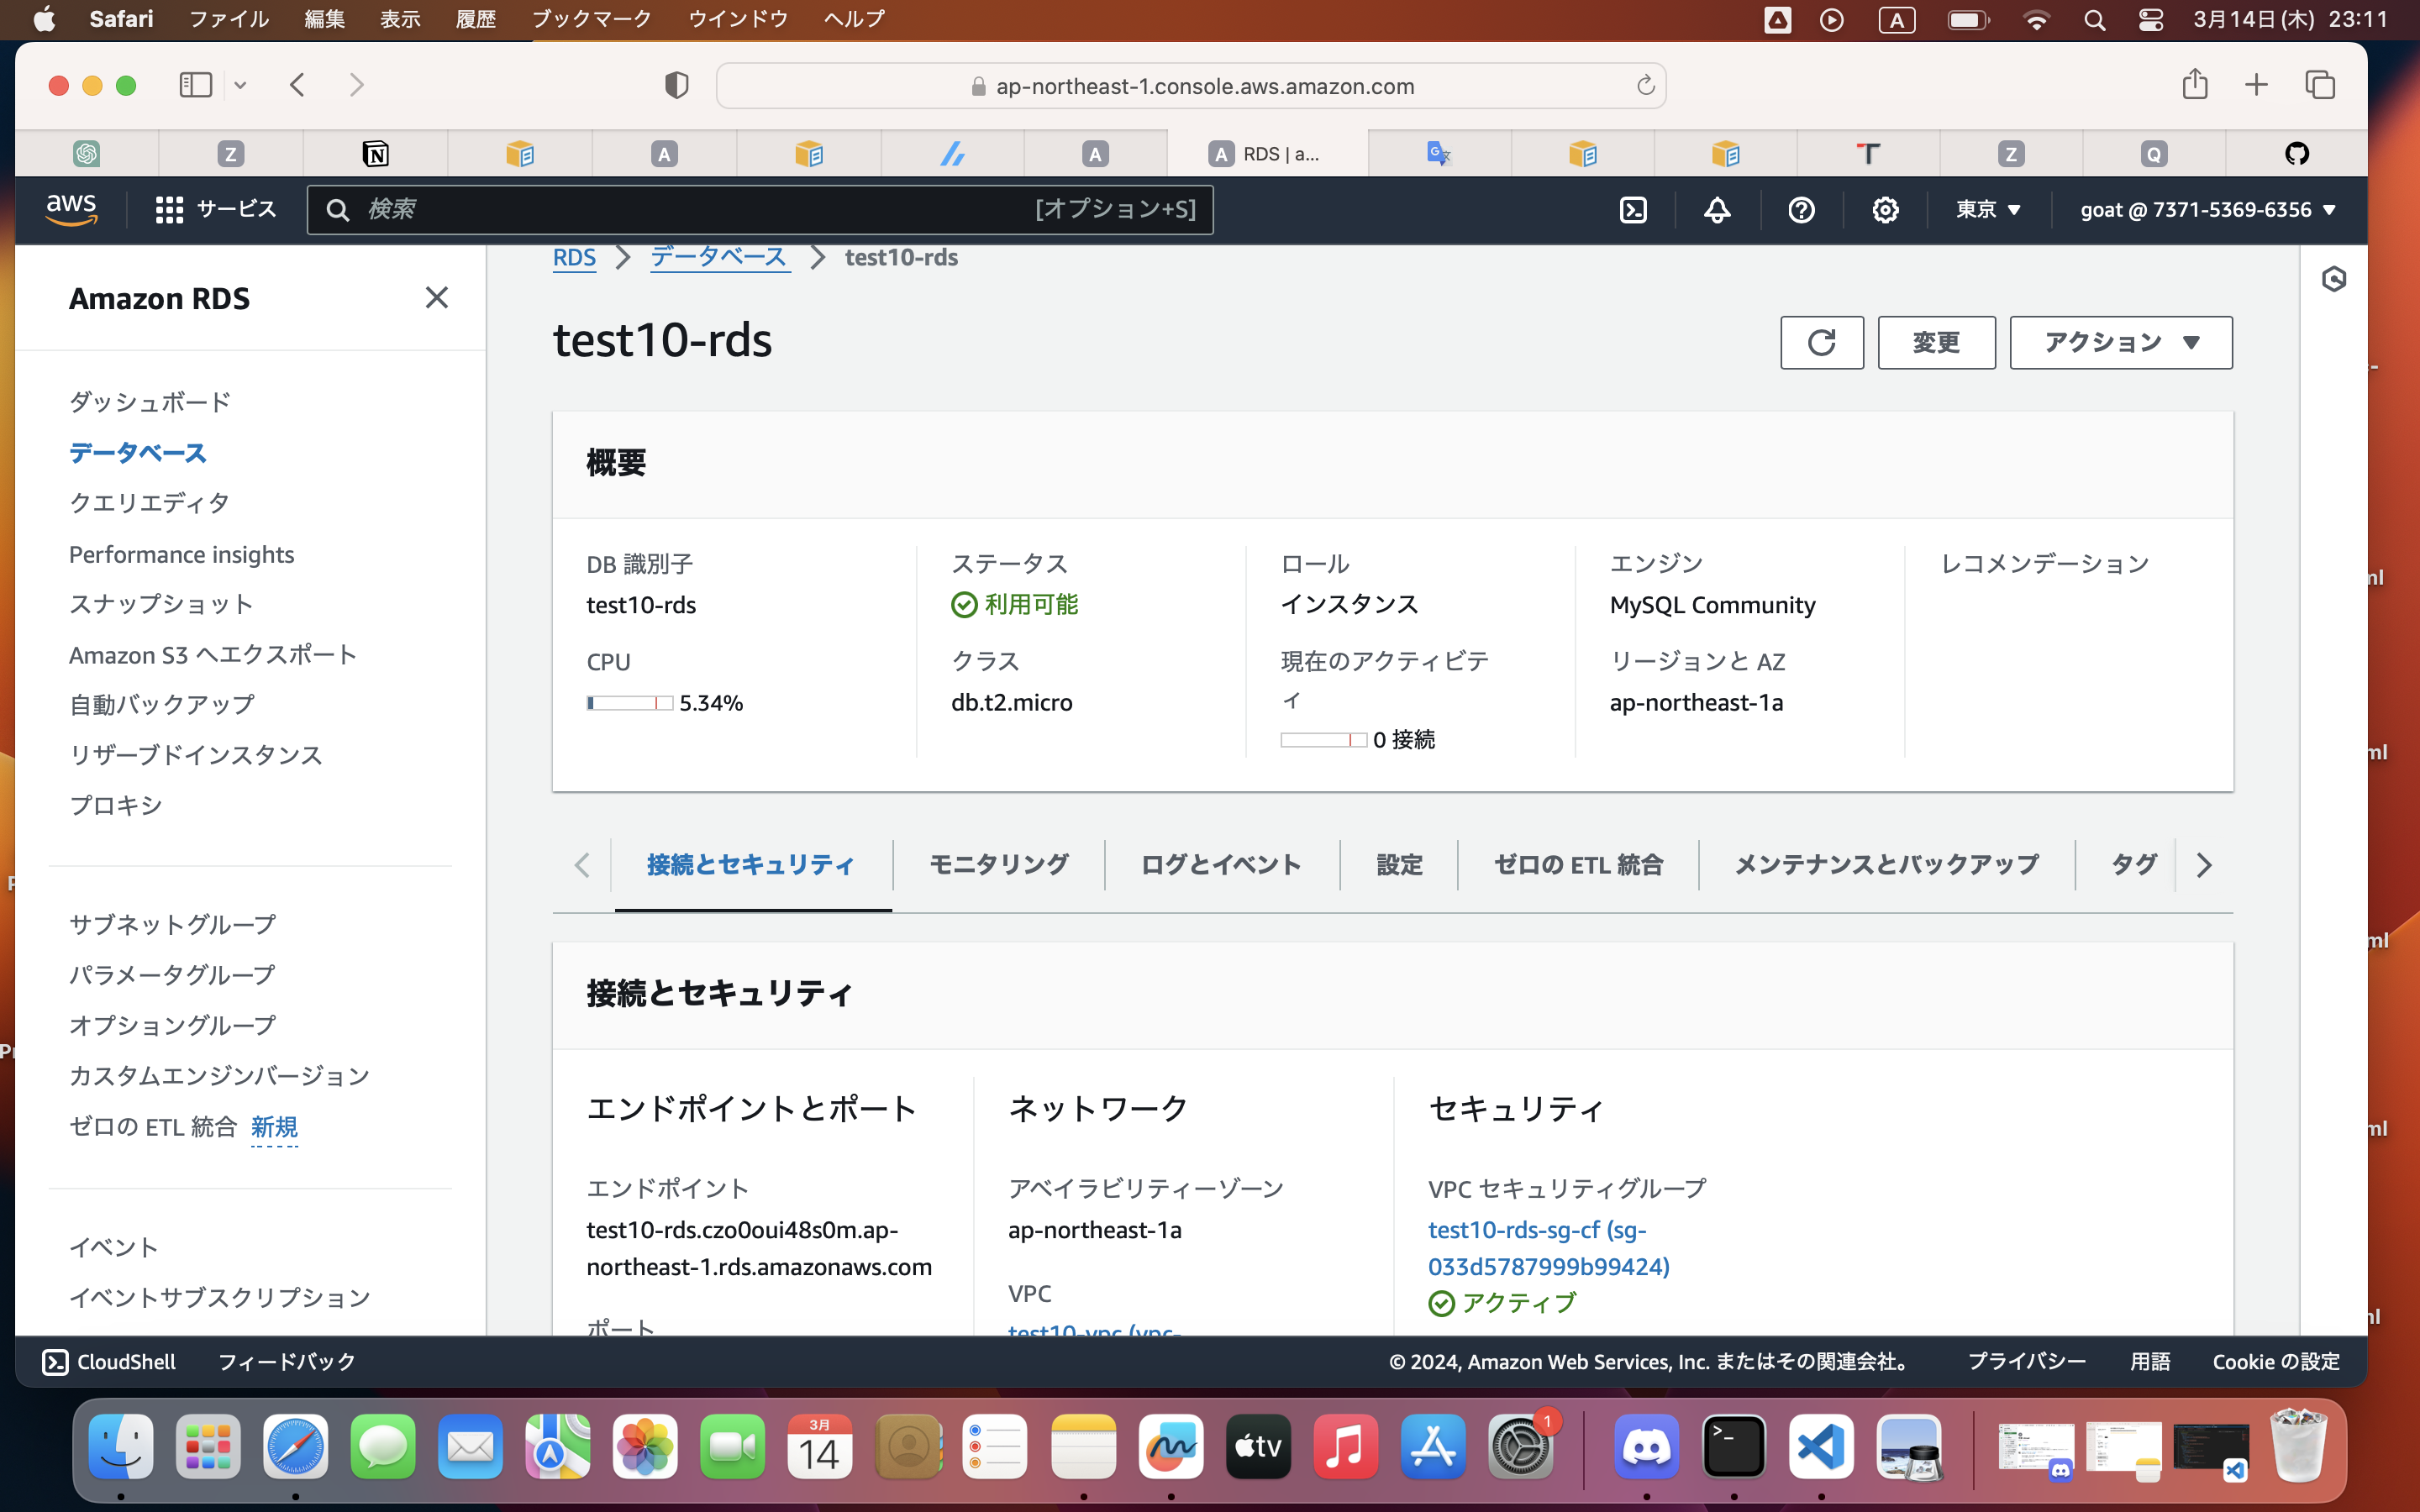 Safari ファイル 編集 表示 履歴 ブックマーク ウインドウ ヘルプ A 3月14日(木) 23:11
ap-northeast-1.console.aws.amazon.com
Z N A A A RDS | a... G T Z Q
aws サービス 検索 [オプション+S] 東京 ▼ goat @ 7371-5369-6356 ▼
RDS > データベース > test10-rds
Amazon RDS
test10-rds
変更
アクション ▼
ダッシュボード
データベース
クエリエディタ
Performance insights
スナップショット
Amazon S3 へエクスポート
自動バックアップ
リザーブドインスタンス
プロキシ
サブネットグループ
パラメータグループ
オプショングループ
カスタムエンジンバージョン
ゼロの ETL 統合 新規
イベント
イベントサブスクリプション
概要
DB 識別子
test10-rds
CPU
5.34%
ステータス
利用可能
クラス
db.t2.micro
ロール
インスタンス
現在のアクティビテ
ィ
0 接続
エンジン
MySQL Community
リージョンと AZ
ap-northeast-1a
レコメンデーション
接続とセキュリティ モニタリング ログとイベント 設定 ゼロの ETL 統合 メンテナンスとバックアップ タグ
接続とセキュリティ
エンドポイントとポート
エンドポイント
test10-rds.czo0oui48s0m.ap-
northeast-1.rds.amazonaws.com
ポート
ネットワーク
アベイラビリティーゾーン
ap-northeast-1a
VPC
test10-vpc (vpc-
セキュリティ
VPC セキュリティグループ
test10-rds-sg-cf (sg-
033d5787999b99424)
アクティブ
CloudShell フィードバック © 2024, Amazon Web Services, Inc. またはその関連会社。 プライバシー 用語 Cookie の設定
ml
ml
ml
ml
3月
14
tv
1